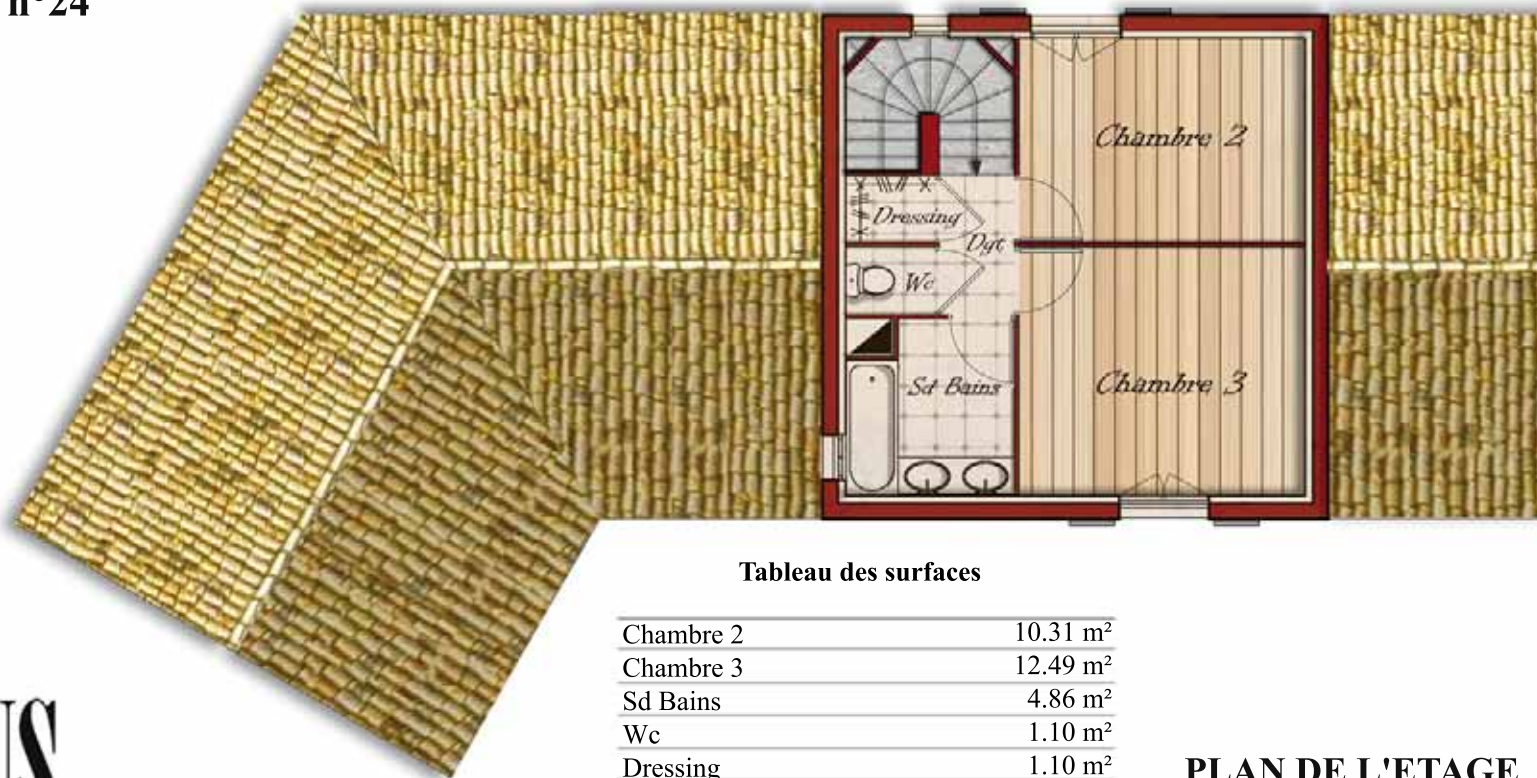 n°24
Chambre 2
Dressing
Dgt
Wc
Sd Bains
Chambre 3
Tableau des surfaces
Chambre 2 10.31 m²
Chambre 3 12.49 m²
Sd Bains 4.86 m²
Wc 1.10 m²
Dressing 1.10 m²
PLAN DE L'ETAGE